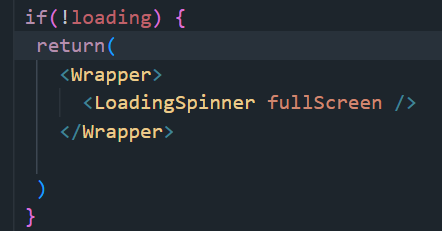 if(!loading) {
return(
<Wrapper>
<LoadingSpinner fullScreen />
</Wrapper>
)
}